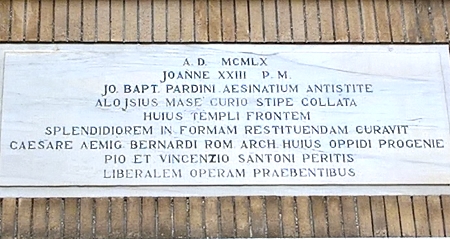 A. D. MCMLX
JOANNE XXIII P. M.
JO. BAPT. PARDINI AESINATIUM ANTISTITE
ALOJSIUS MASE' CURIO STIPE COLLATA
HUIUS TEMPLI FRONTEM
SPLENDIDIOREM IN FORMAM RESTITUENDAM CURAVIT
CAESARE AEMIG. BERNARDI ROM. ARCH. HUIUS OPPIDI PROGENIE
PIO ET VINCENZIO SANTONI PERITIS
LIBERALEM OPERAM PRAEBENTIBUS